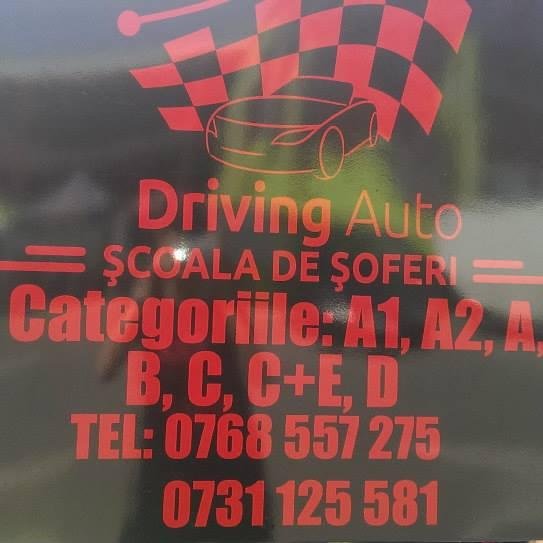 Driving Auto
ŞCOALA DE ŞOFERI
Categoriile: A1, A2, A,
B, C, C+E, D
TEL: 0768 557 275
0731 125 581